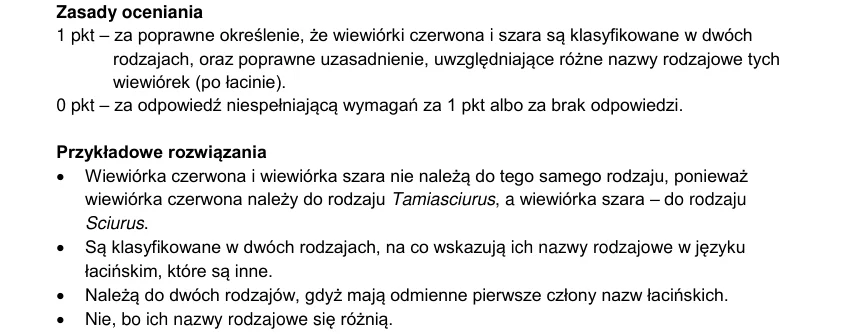 Zasady oceniania
1 pkt – za poprawne określenie, że wiewiórki czerwona i szara są klasyfikowane w dwóch
rodzajach, oraz poprawne uzasadnienie, uwzględniające różne nazwy rodzajowe tych
wiewiórek (po łacinie).
0 pkt – za odpowiedź niespełniającą wymagań za 1 pkt albo za brak odpowiedzi.
Przykładowe rozwiązania
• Wiewiórka czerwona i wiewiórka szara nie należą do tego samego rodzaju, ponieważ
wiewiórka czerwona należy do rodzaju Tamiasciurus, a wiewiórka szara – do rodzaju
Sciurus.
• Są klasyfikowane w dwóch rodzajach, na co wskazują ich nazwy rodzajowe w języku
łacińskim, które są inne.
• Należą do dwóch rodzajów, gdyż mają odmienne pierwsze człony nazw łacińskich.
• Nie, bo ich nazwy rodzajowe się różnią.